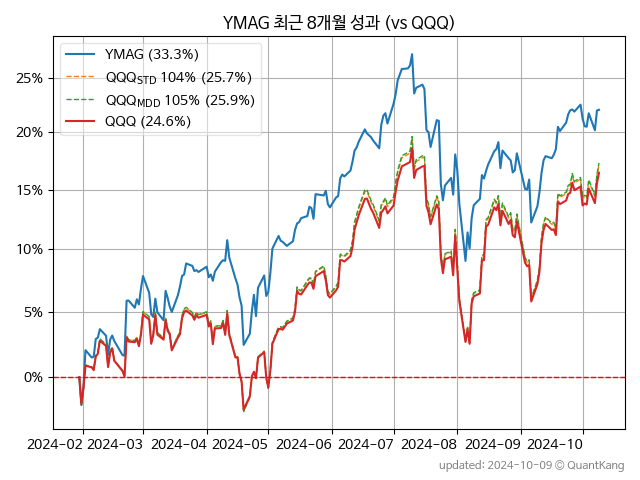 YMAG 최근 8개월 성과 (vs QQQ)
YMAG (33.3%)
QQQSTD 104% (25.7%)
QQQMDD 105% (25.9%)
QQQ (24.6%)
25%
20%
15%
10%
5%
0%
2024-02 2024-03 2024-04 2024-05 2024-06 2024-07 2024-08 2024-09 2024-10
updated: 2024-10-09 © QuantKang